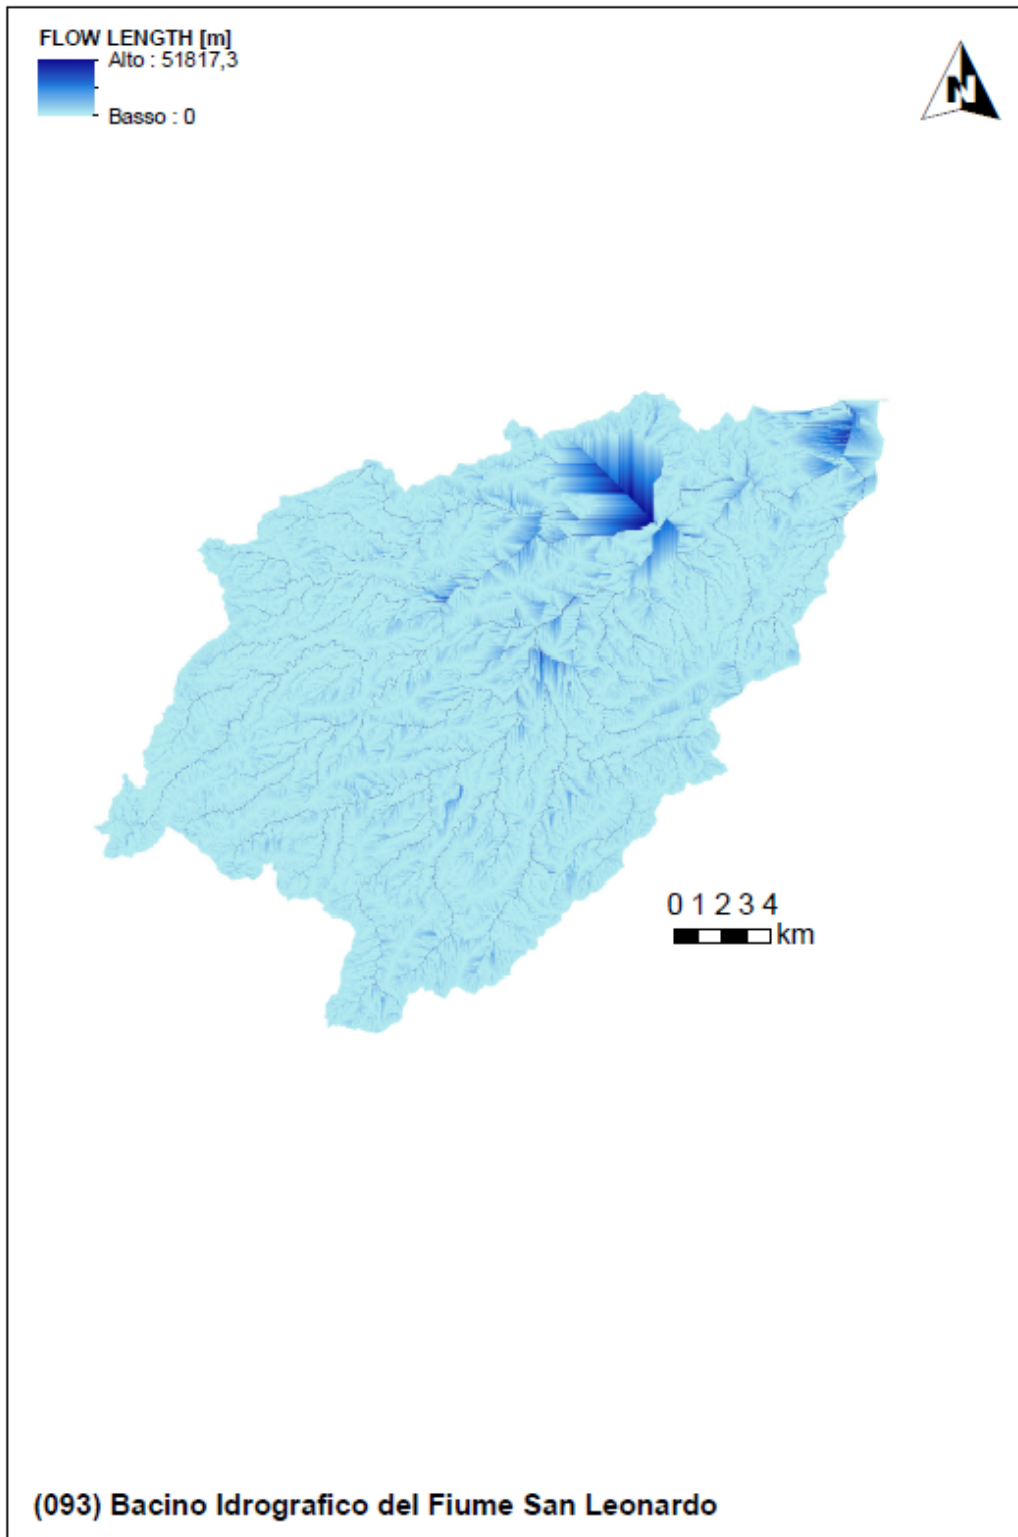 FLOW LENGTH [m]
Alto : 51817,3
Basso : 0
N
0 1 2 3 4
km
(093) Bacino Idrografico del Fiume San Leonardo